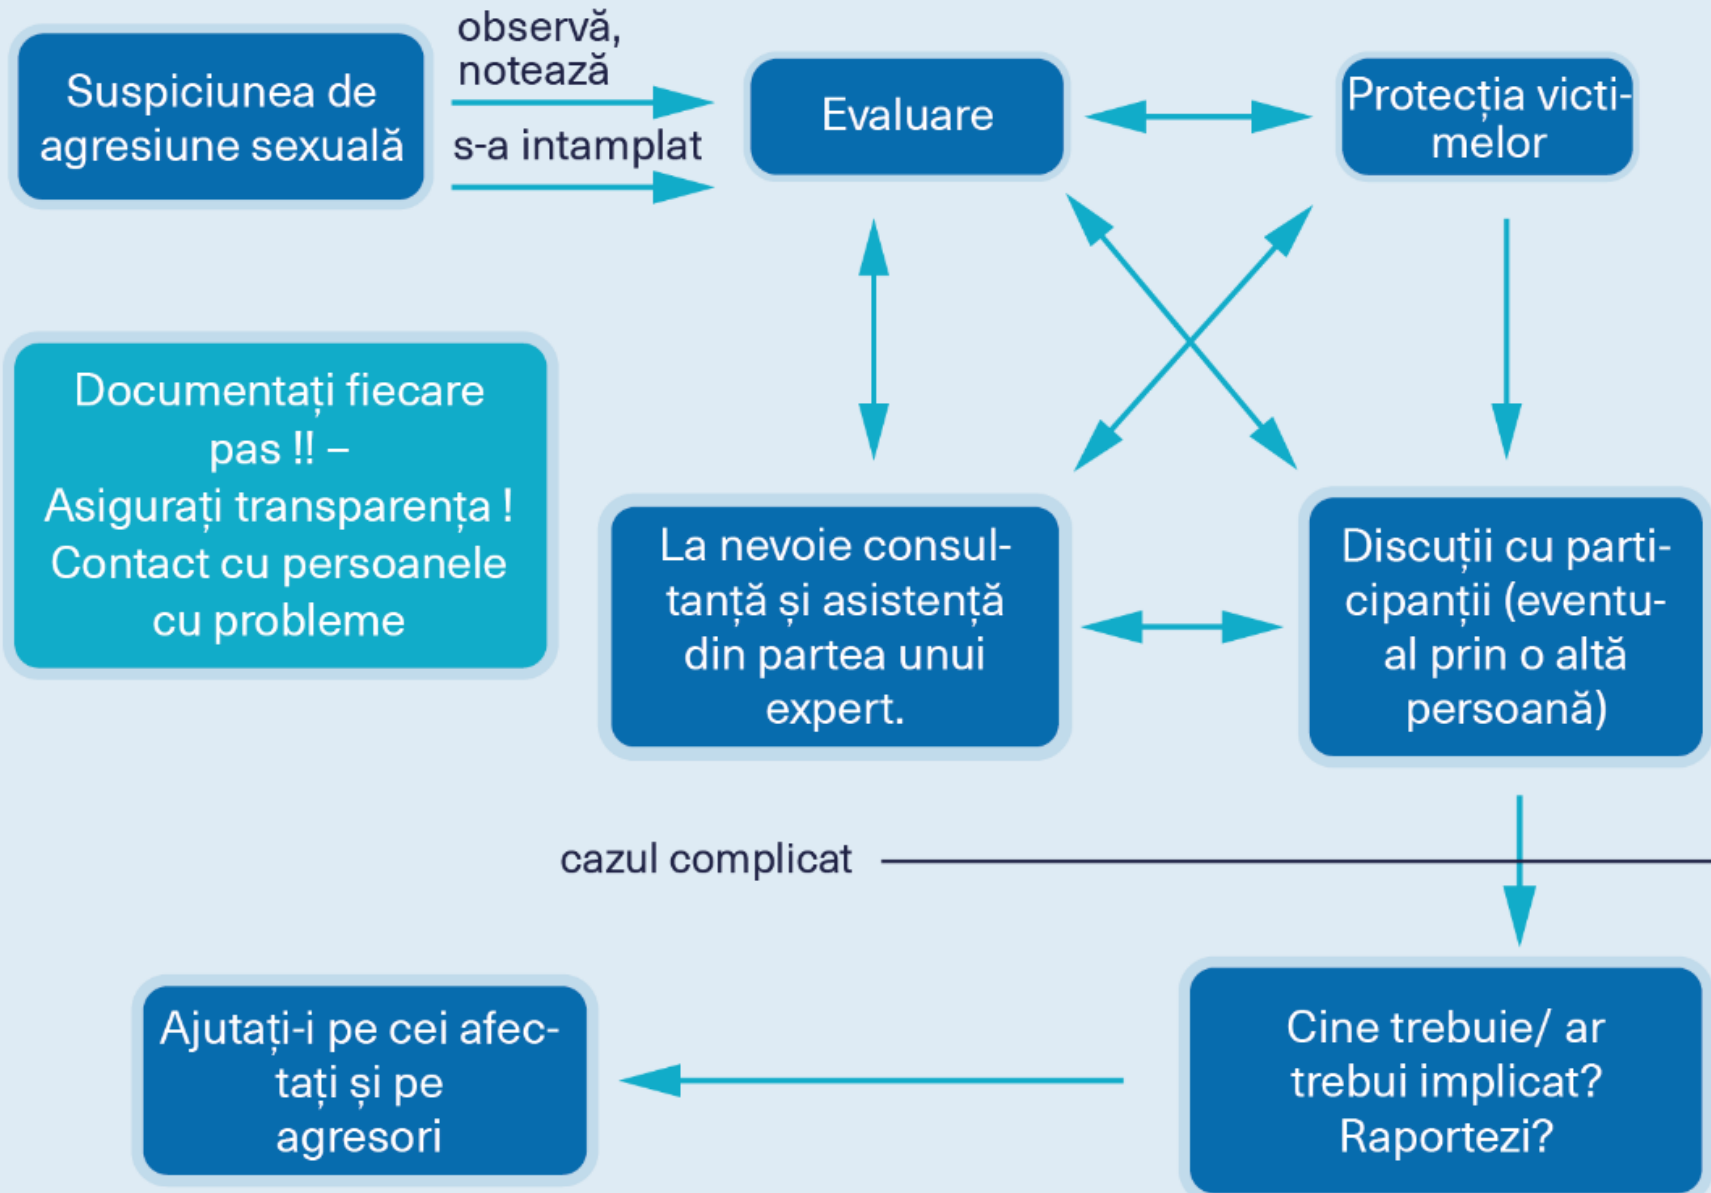 Suspiciunea de
agresiune sexuală
observă,
notează
s-a intamplat
Evaluare
Protecția victi-
melor
Documentați fiecare
pas !! –
Asigurați transparența !
Contact cu persoanele
cu probleme
La nevoie consul-
tanță și asistență
din partea unui
expert.
Discuții cu parti-
cipanții (eventu-
al prin o altă
persoană)
cazul complicat
Ajutați-i pe cei afec-
tați și pe
agresori
Cine trebuie/ ar
trebui implicat?
Raportezi?